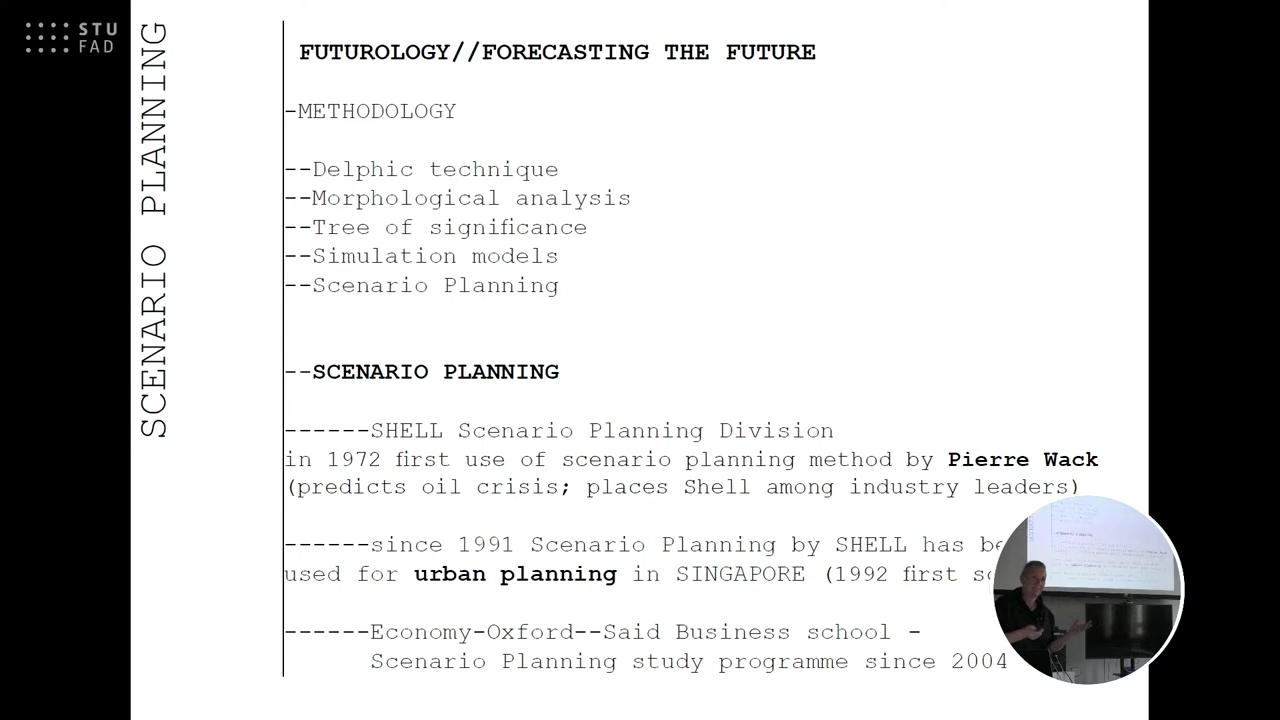 STU
FAD
SCENARIO PLANNING
FUTUROLOGY//FORECASTING THE FUTURE
-METHODOLOGY
--Delphic technique
--Morphological analysis
--Tree of significance
--Simulation models
--Scenario Planning
--SCENARIO PLANNING
------SHELL Scenario Planning Division
in 1972 first use of scenario planning method by Pierre Wack
(predicts oil crisis; places Shell among industry leaders)
------since 1991 Scenario Planning by SHELL has
used for urban planning in SINGAPORE (1992 first
------Economy-Oxford--Said Business school -
Scenario Planning study programme since 2004